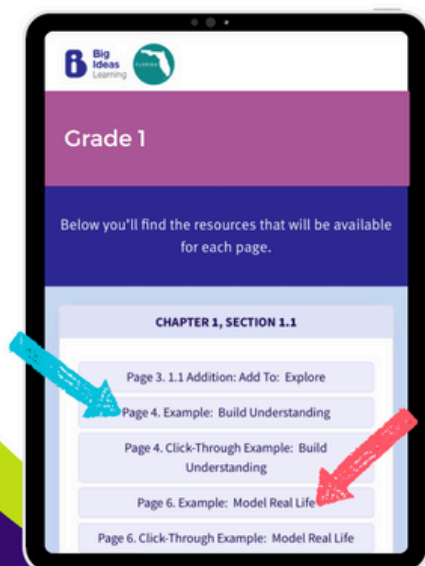 Big
Ideas
Learning
FLORIDA
Grade 1
Below you'll find the resources that will be available
for each page.
CHAPTER 1, SECTION 1.1
Page 3. 1.1 Addition: Add To: Explore
Page 4. Example: Build Understanding
Page 4. Click-Through Example: Build
Understanding
Page 6. Example: Model Real Life
Page 6. Click-Through Example: Model Real Life